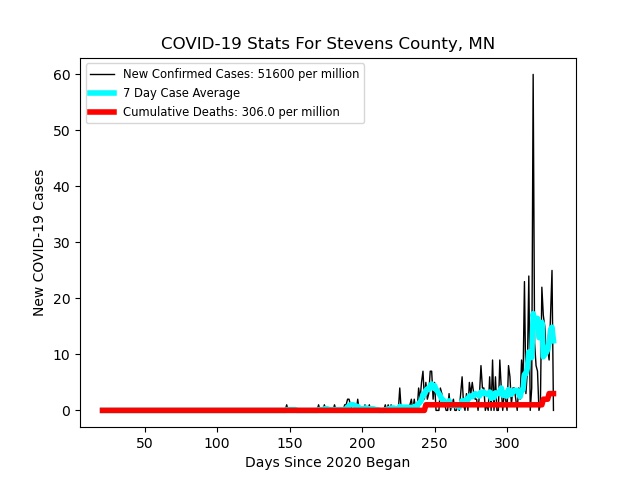 COVID-19 Stats For Stevens County, MN
New Confirmed Cases: 51600 per million
7 Day Case Average
Cumulative Deaths: 306.0 per million
New COVID-19 Cases
60
50
40
30
20
10
0
50 100 150 200 250 300
Days Since 2020 Began